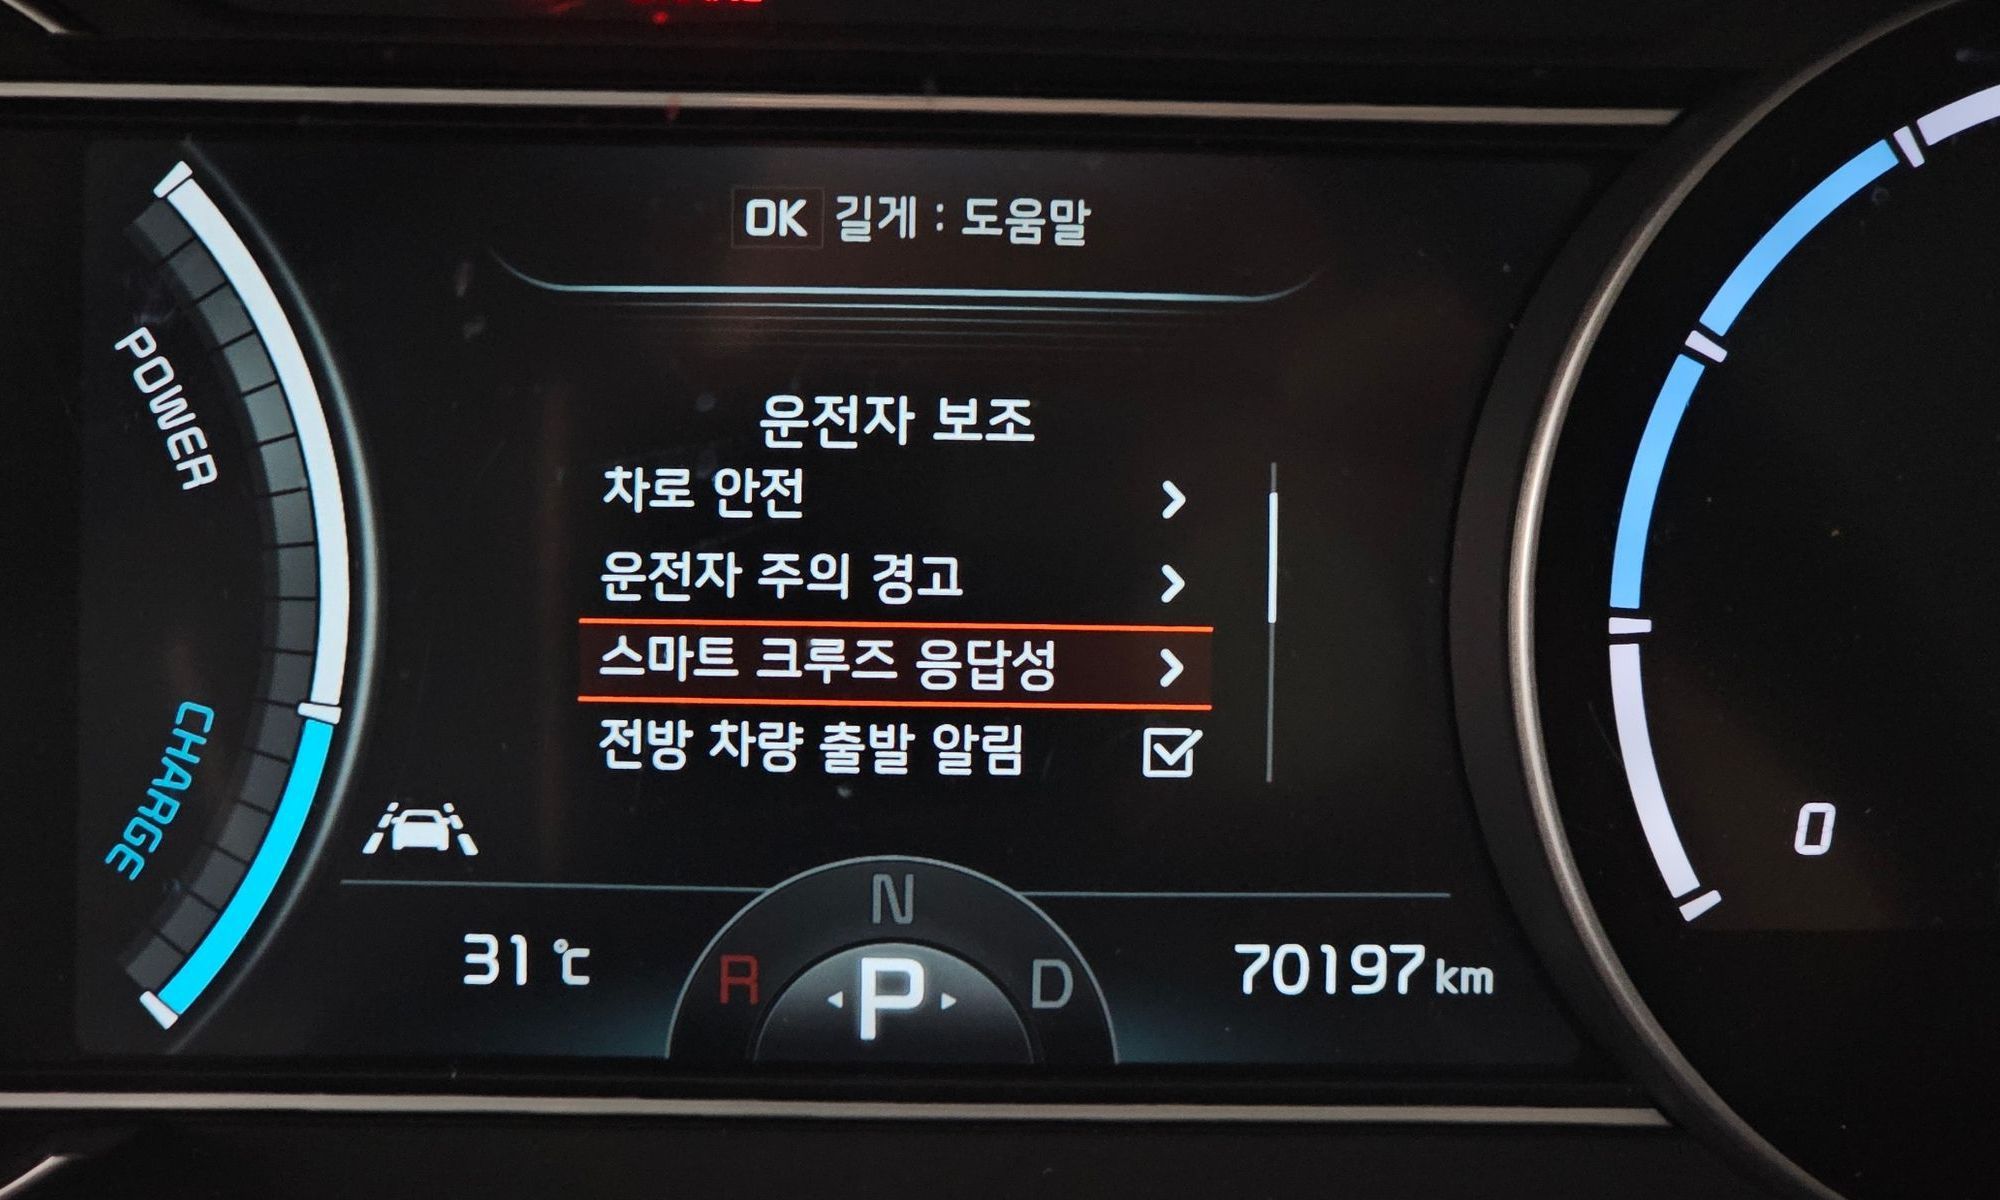 OK 길게 : 도움말
운전자 보조
차로 안전
운전자 주의 경고
스마트 크루즈 응답성
전방 차량 출발 알림
POWER
CHARGE
0
N
31 ℃
R P D
70197 km